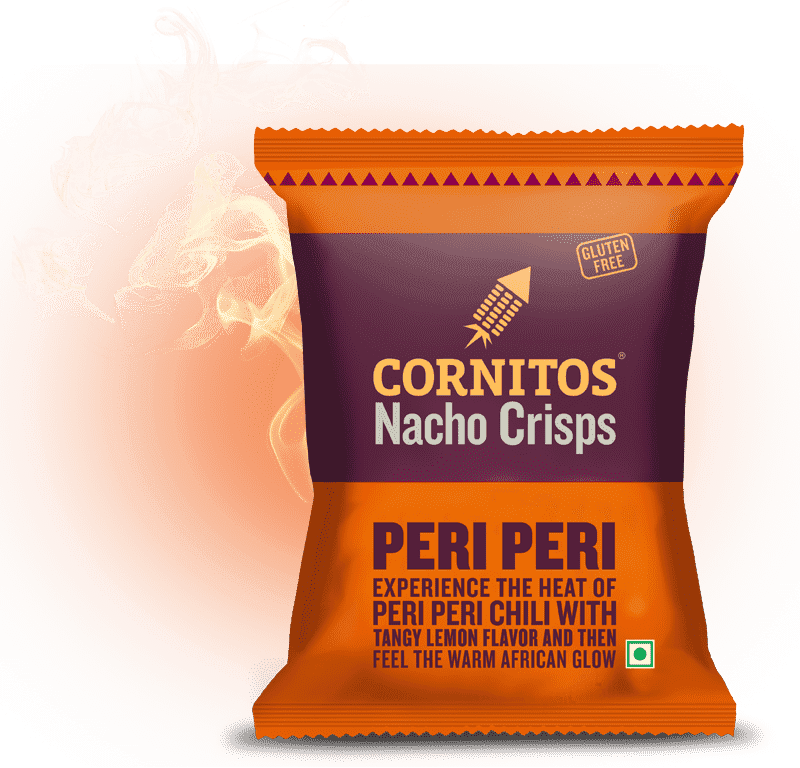 GLUTEN
FREE
CORNITOS®
Nacho Crisps
PERI PERI
EXPERIENCE THE HEAT OF
PERI PERI CHILI WITH
TANGY LEMON FLAVOR AND THEN
FEEL THE WARM AFRICAN GLOW